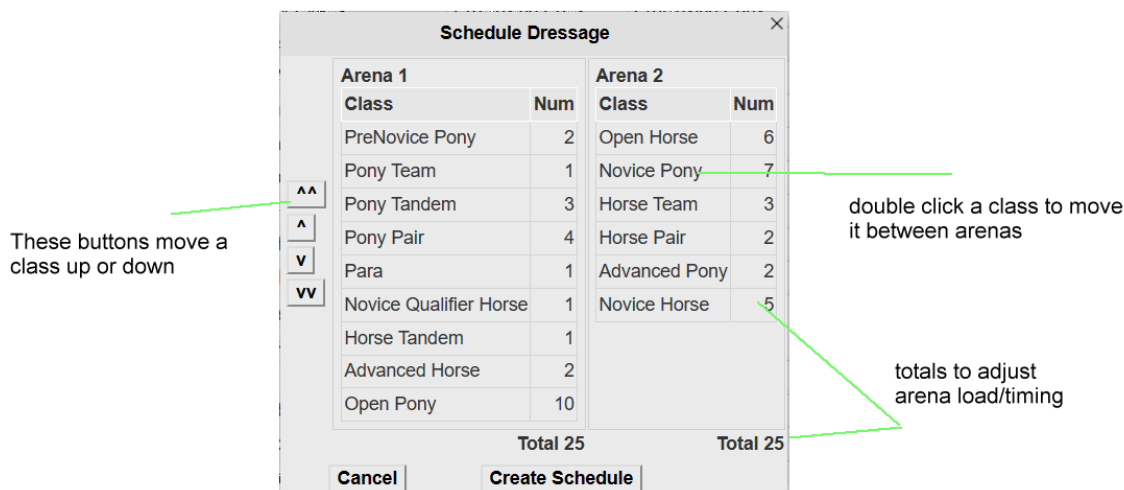 Schedule Dressage
×
Arena 1
Class Num
PreNovice Pony 2
Pony Team 1
Pony Tandem 3
Pony Pair 4
Para 1
Novice Qualifier Horse 1
Horse Tandem 1
Advanced Horse 2
Open Pony 10
Total 25
Arena 2
Class Num
Open Horse 6
Novice Pony 7
Horse Team 3
Horse Pair 2
Advanced Pony 2
Novice Horse 5
Total 25
^^
^
v
vv
Cancel
Create Schedule
These buttons move a
class up or down
double click a class to move
it between arenas
totals to adjust
arena load/timing